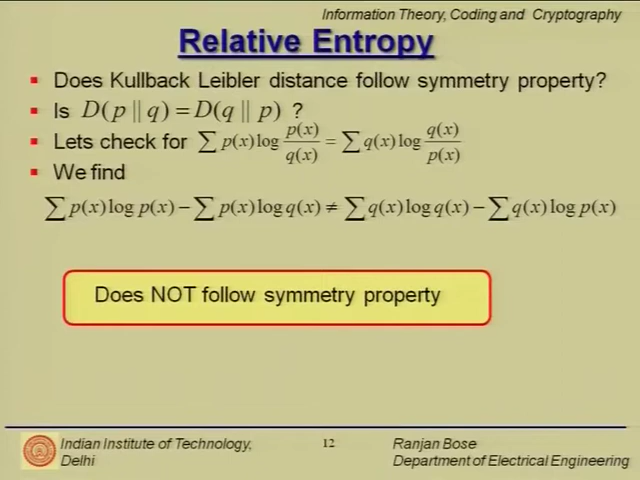 Information Theory, Coding and Cryptography
Relative Entropy
Does Kullback Leibler distance follow symmetry property?
Is D(p || q) = D(q || p) ?
Lets check for ∑ p(x) log p(x)/q(x) = ∑ q(x) log q(x)/p(x)
We find
∑ p(x) log p(x) − ∑ p(x) log q(x) ≠ ∑ q(x) log q(x) − ∑ q(x) log p(x)
Does NOT follow symmetry property
Indian Institute of Technology,
Delhi
12
Ranjan Bose
Department of Electrical Engineering